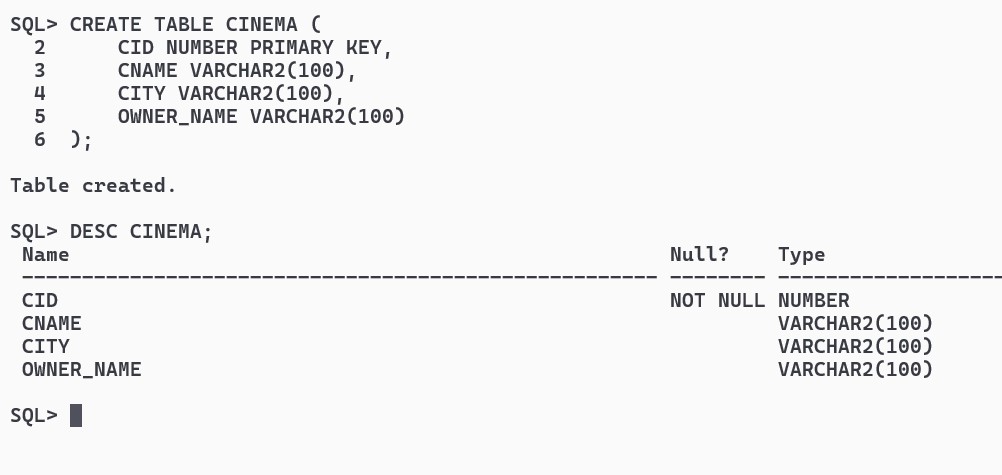 SQL> CREATE TABLE CINEMA (
  2      CID NUMBER PRIMARY KEY,
  3      CNAME VARCHAR2(100),
  4      CITY VARCHAR2(100),
  5      OWNER_NAME VARCHAR2(100)
  6  );

Table created.

SQL> DESC CINEMA;
 Name                                                  Null?    Type
 ----------------------------------------------------- -------- -------------------
 CID                                                   NOT NULL NUMBER
 CNAME                                                          VARCHAR2(100)
 CITY                                                           VARCHAR2(100)
 OWNER_NAME                                                     VARCHAR2(100)

SQL>